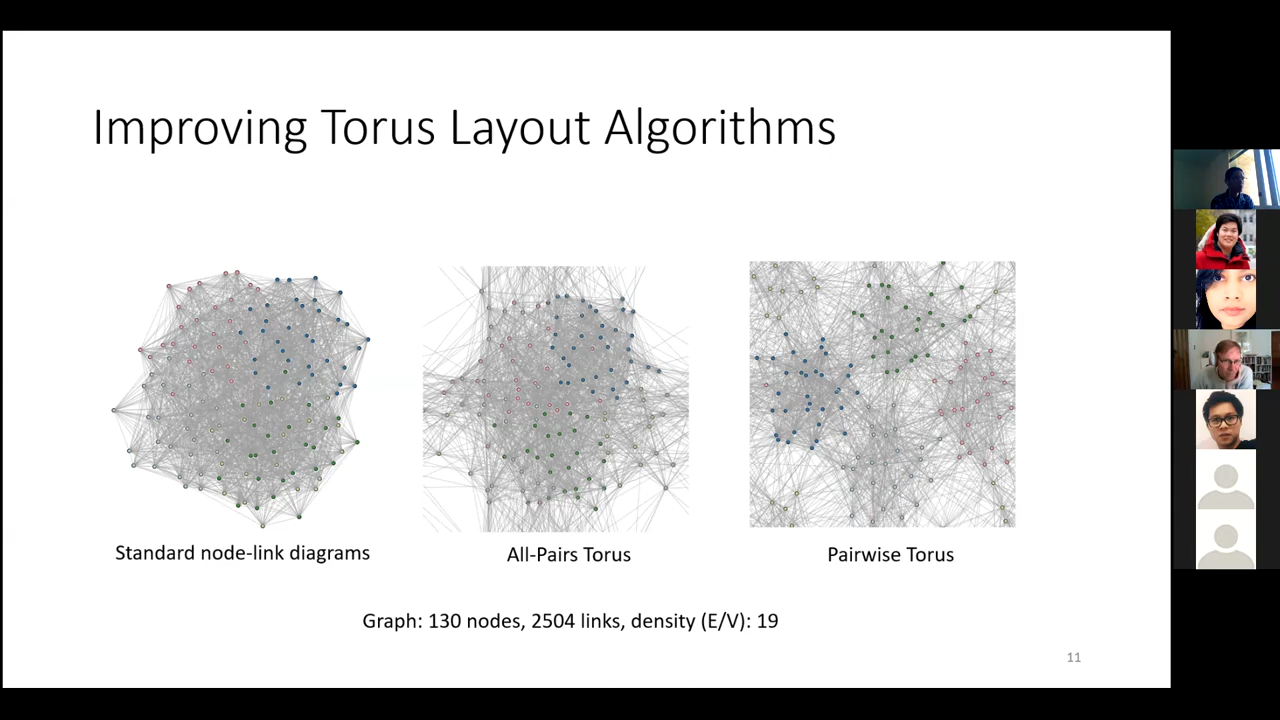 Improving Torus Layout Algorithms
Standard node-link diagrams
All-Pairs Torus
Pairwise Torus
Graph: 130 nodes, 2504 links, density (E/V): 19
11